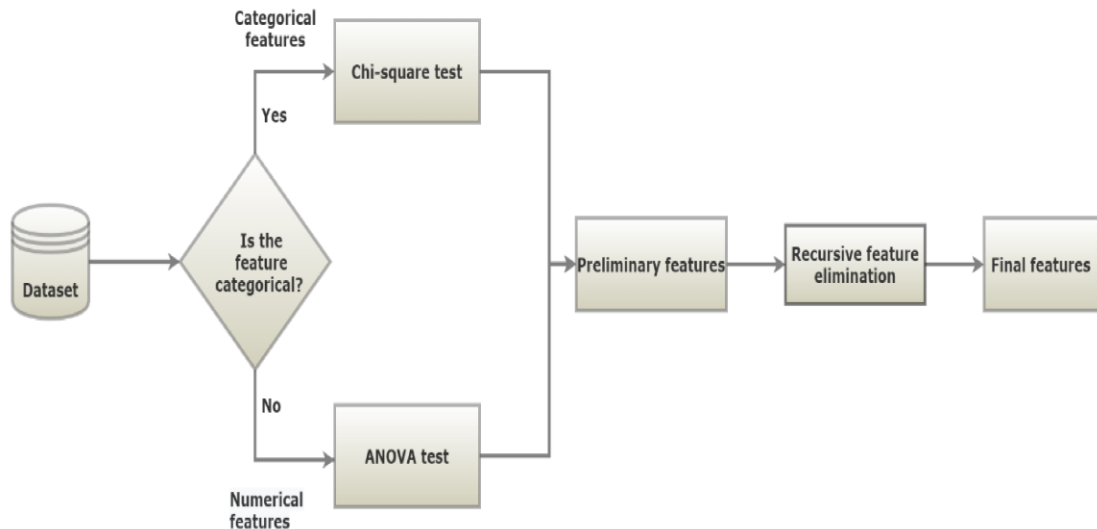 Categorical
features
Chi-square test
Yes
Dataset
Is the
feature
categorical?
Preliminary features
Recursive feature
elimination
Final features
No
ANOVA test
Numerical
features